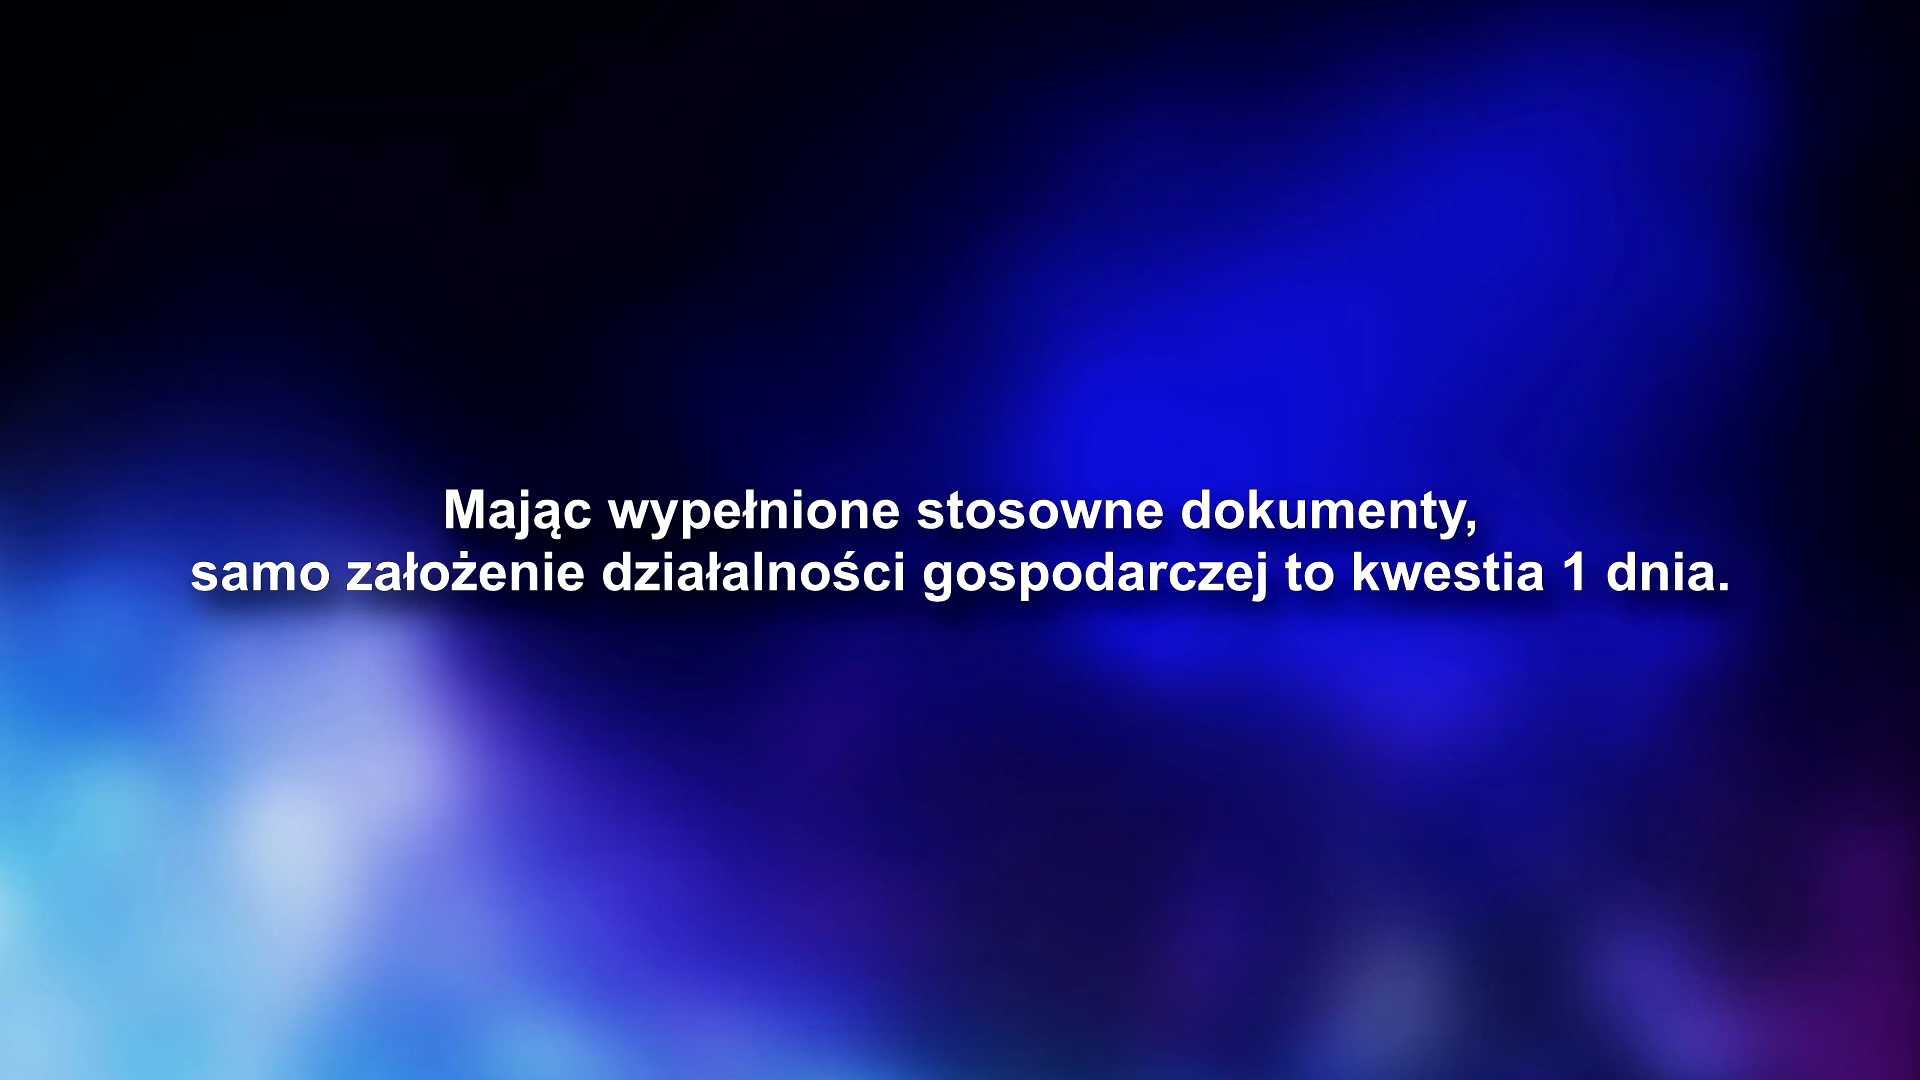 Mając wypełnione stosowne dokumenty,
samo założenie działalności gospodarczej to kwestia 1 dnia.